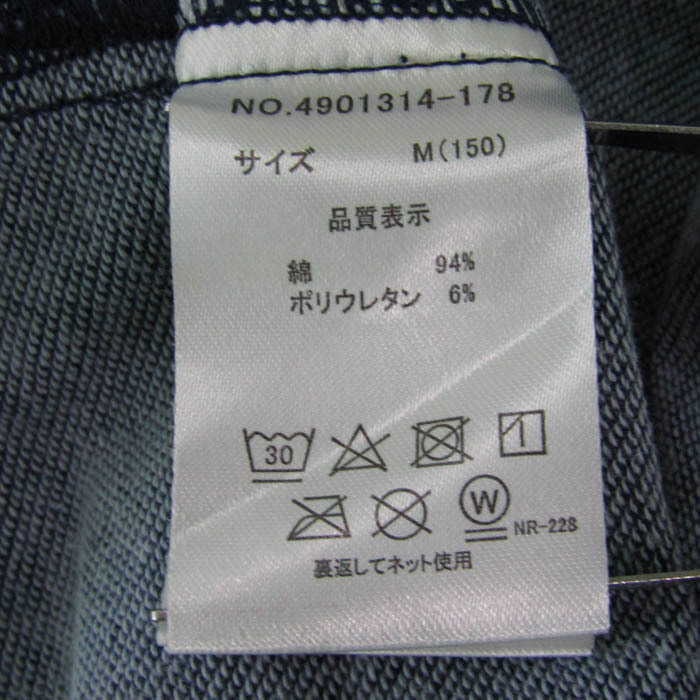 NO.4901314-178
サイズ M(150)
品質表示
綿 94%
ポリウレタン 6%
30
W
NR-228
裏返してネット使用